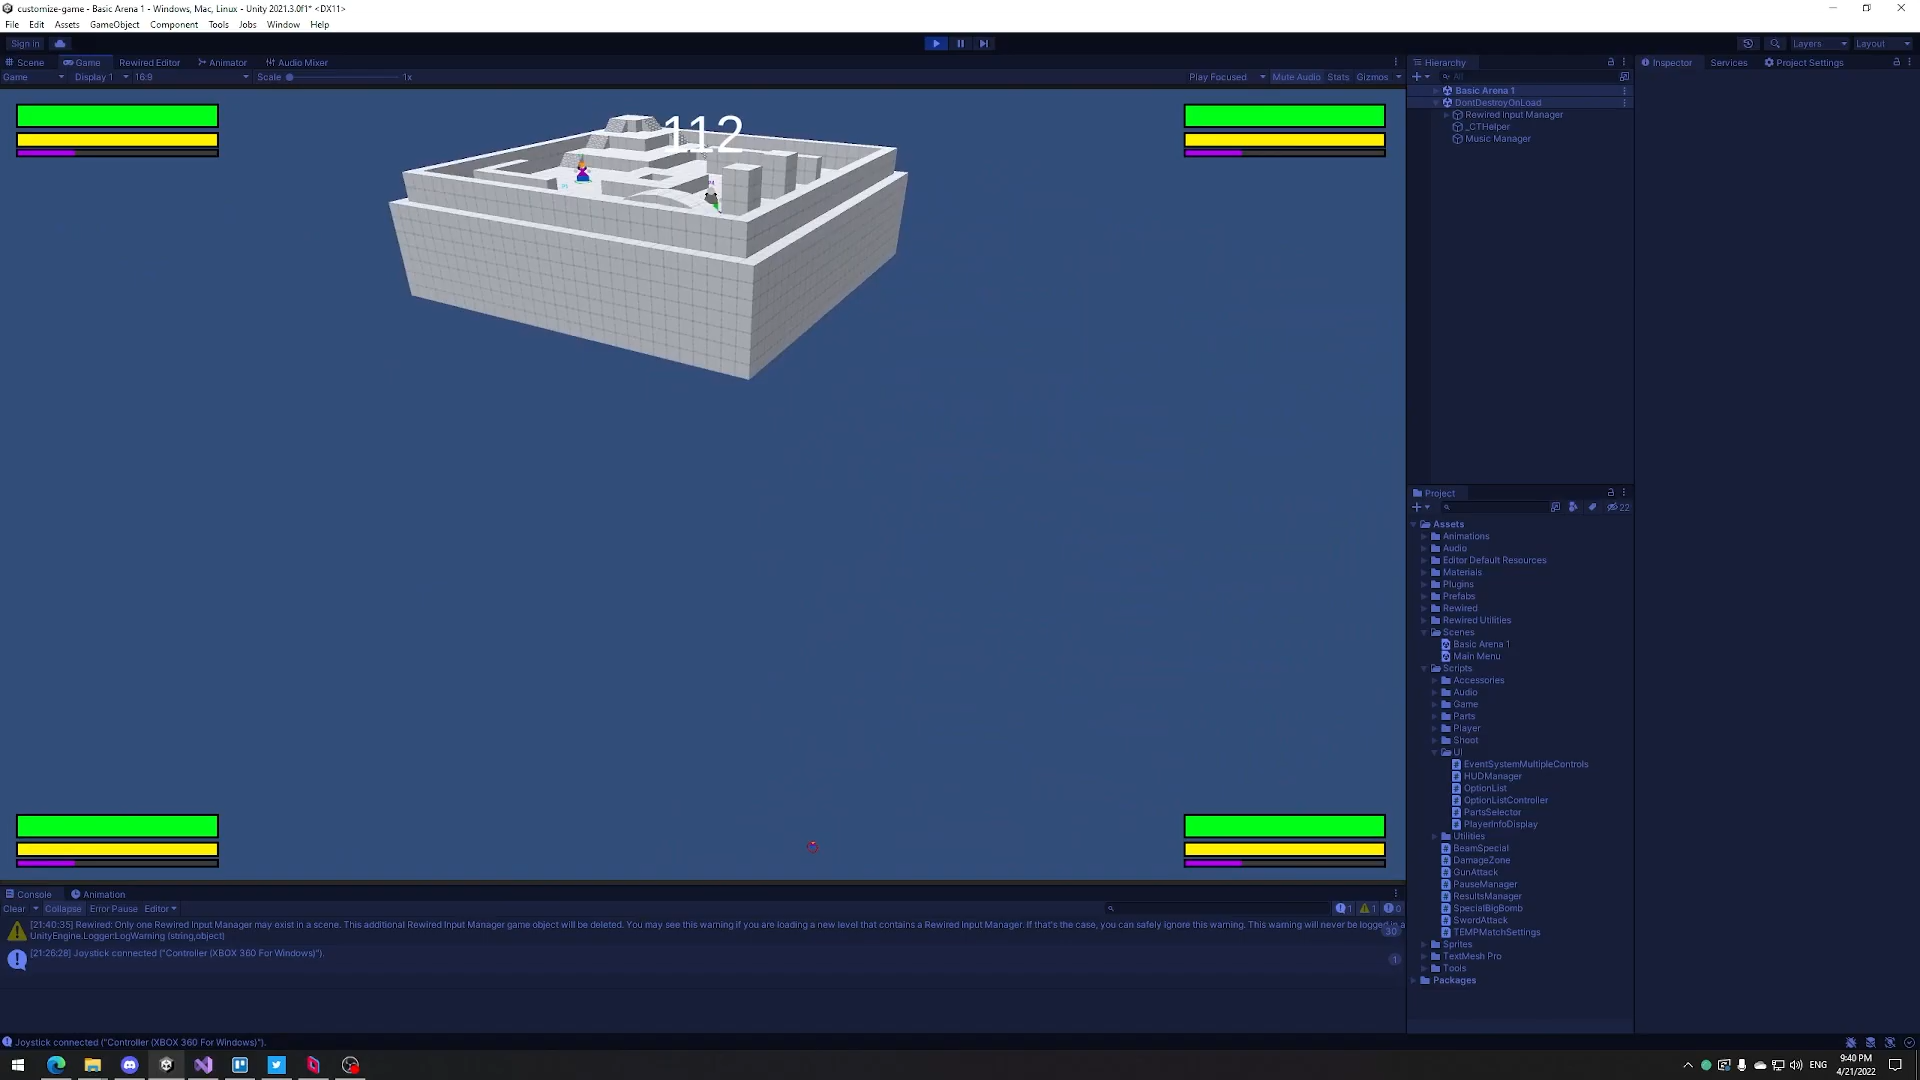 customize-game - Basic Arena 1 - Windows, Mac, Linux - Unity 2021.3.0f1* <DX11>
File Edit Assets GameObject Component Tools Jobs Window Help
Sign in
Layers Layout
Scene Game Rewired Editor Animator Audio Mixer
Game Display 1 16:9 Scale 1x
Play Focused Mute Audio Stats Gizmos
112
Hierarchy
All
Basic Arena 1
DontDestroyOnLoad
Rewired Input Manager
_CTHelper
Music Manager
Inspector Services Project Settings
Project
22
Assets
Animations
Audio
Editor Default Resources
Materials
Plugins
Prefabs
Rewired
Rewired Utilities
Scenes
Basic Arena 1
Main Menu
Scripts
Accessories
Audio
Game
Parts
Player
Shoot
UI
EventSystemMultipleControls
HUDManager
OptionList
OptionListController
PartsSelector
PlayerInfoDisplay
Utilities
BeamSpecial
DamageZone
GunAttack
PauseManager
ResultsManager
SpecialBigBomb
SwordAttack
TEMPMatchSettings
Sprites
TextMesh Pro
Tools
Packages
Console Animation
Clear Collapse Error Pause Editor
1 1 0
[21:40:35] Rewired: Only one Rewired Input Manager may exist in a scene. This additional Rewired Input Manager game object will be deleted. You may see this warning if you are loading a new level that contains a Rewired Input Manager. If that's the case, you can safely ignore this warning. This warning will never be logged in a
UnityEngine.Logger:LogWarning (string,object)
30
[21:26:28] Joystick connected ("Controller (XBOX 360 For Windows)").
1
Joystick connected ("Controller (XBOX 360 For Windows)").
ENG
9:40 PM
4/21/2022